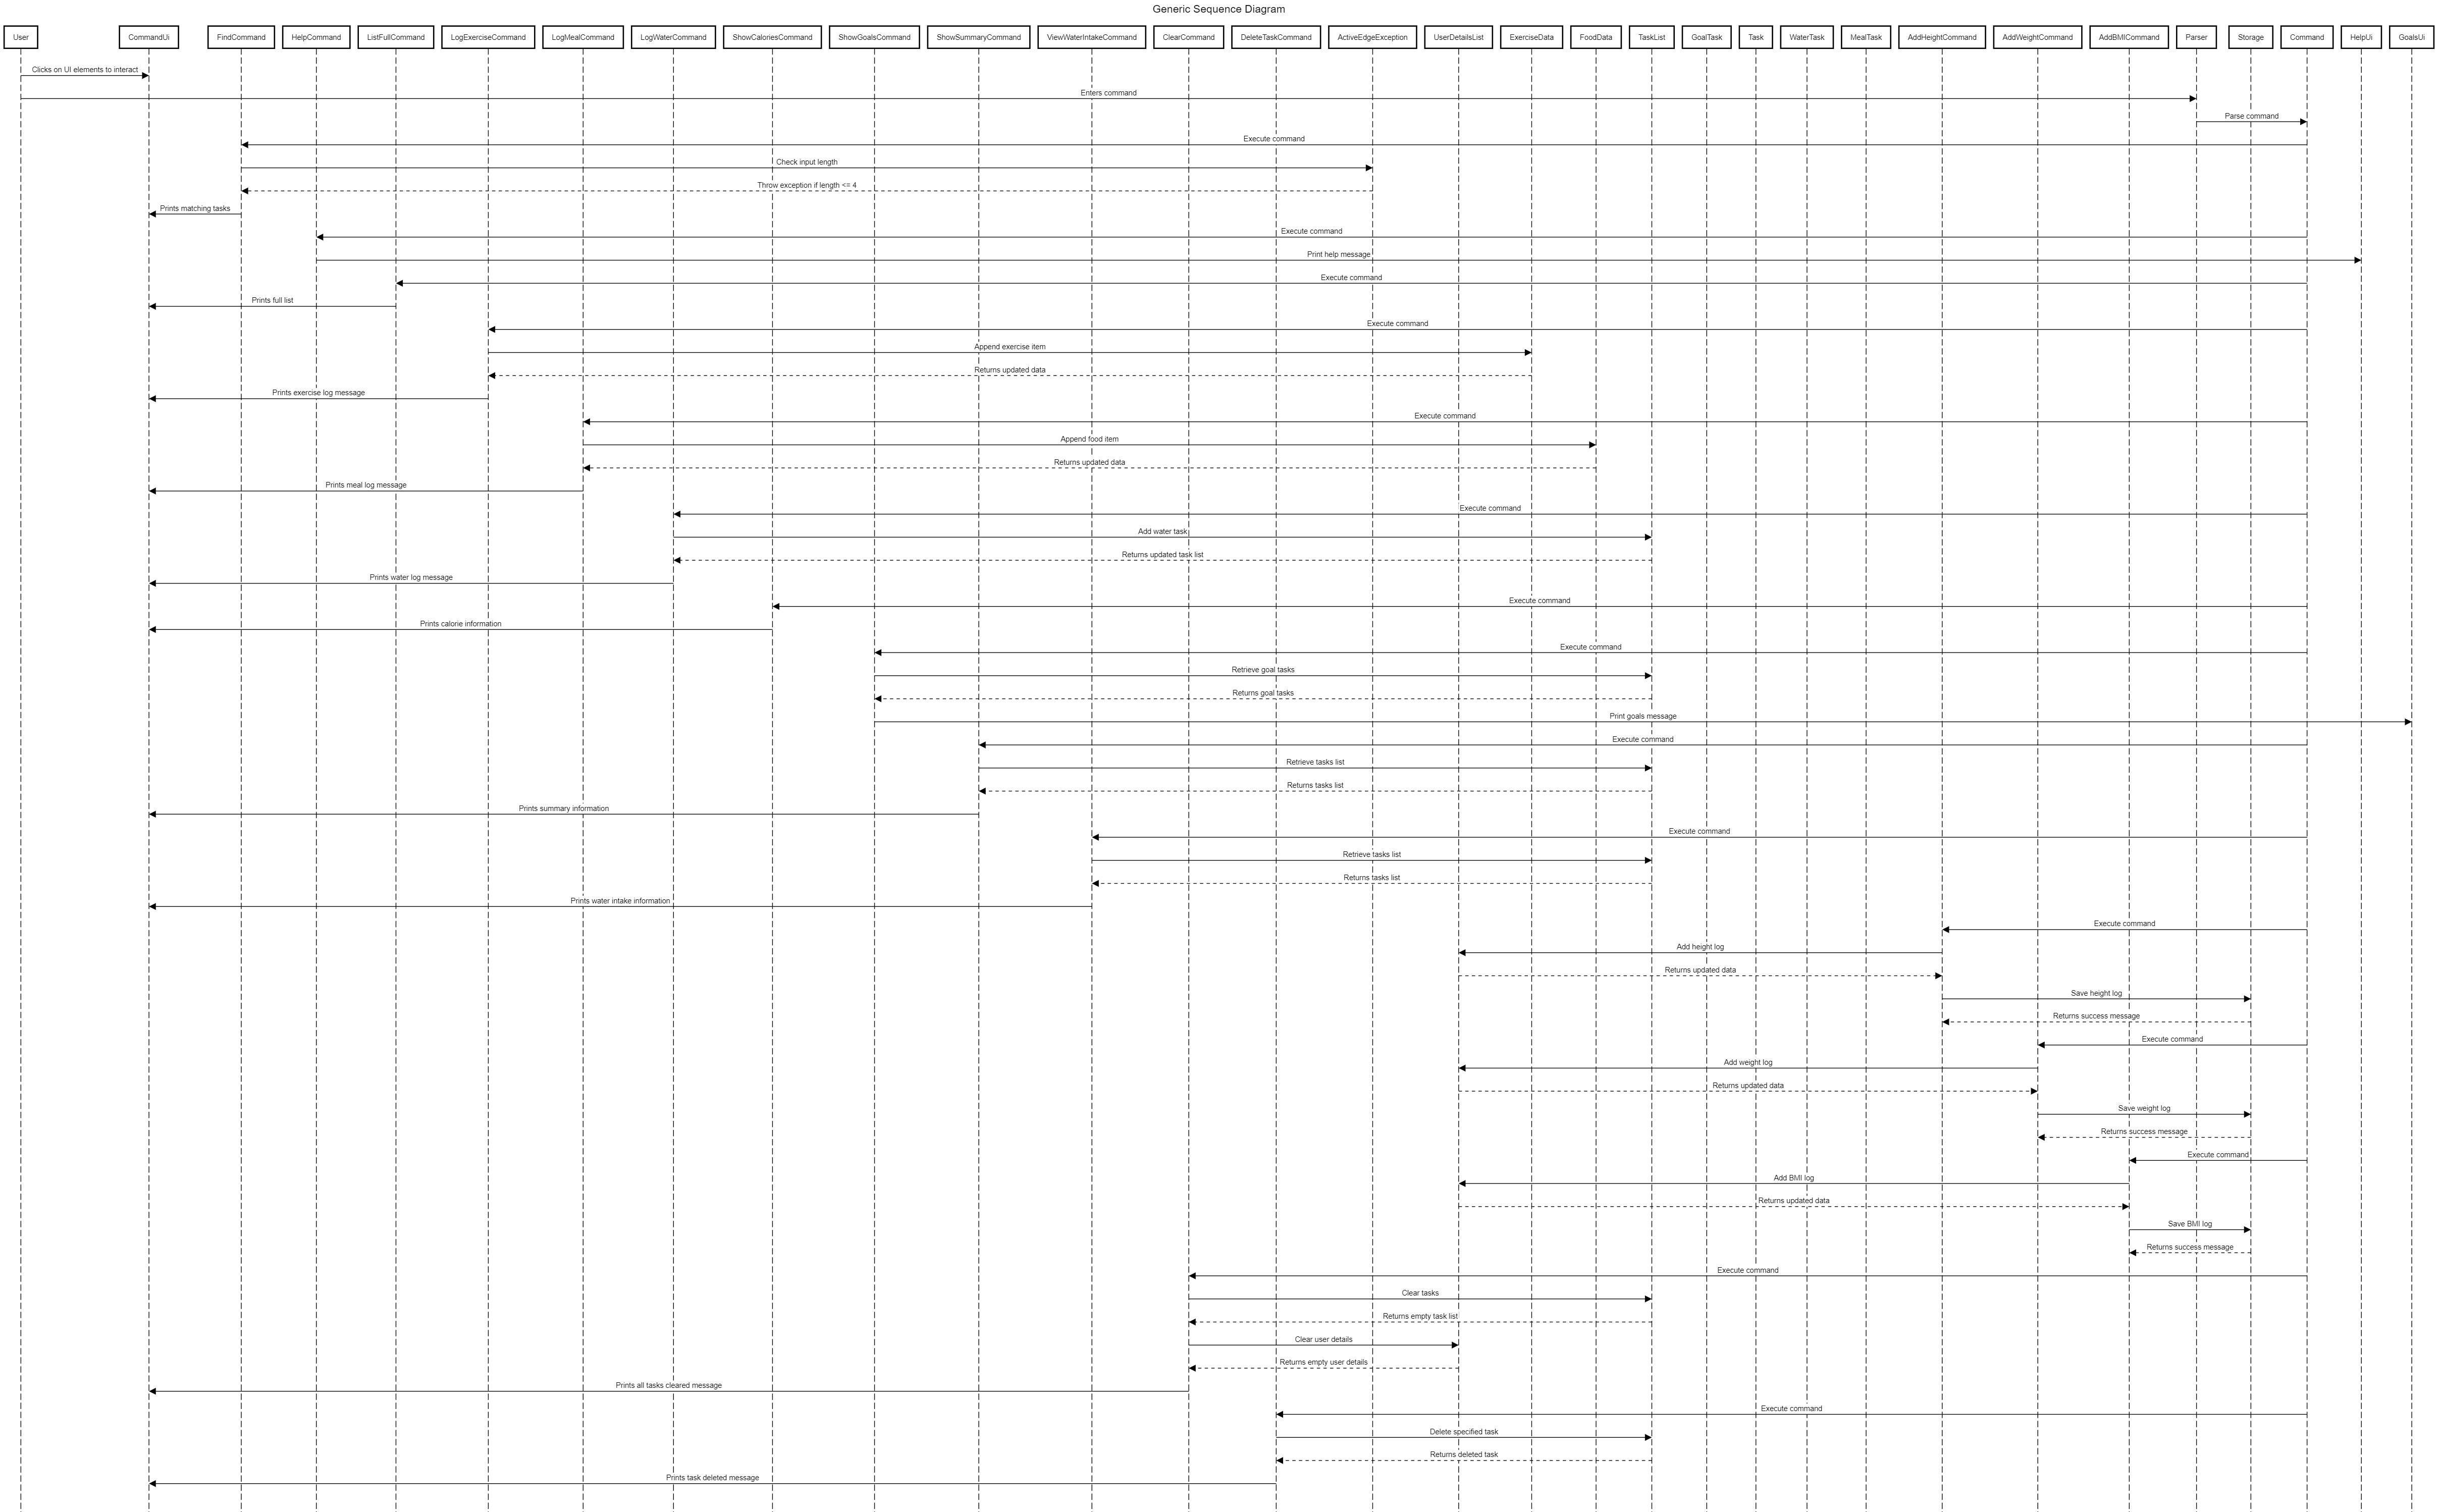 Generic Sequence Diagram
User
CommandUi
FindCommand
HelpCommand
ListFullCommand
LogExerciseCommand
LogMealCommand
LogWaterCommand
ShowCaloriesCommand
ShowGoalsCommand
ShowSummaryCommand
ViewWaterIntakeCommand
ClearCommand
DeleteTaskCommand
ActiveEdgeException
UserDetailsList
ExerciseData
FoodData
TaskList
GoalTask
Task
WaterTask
MealTask
AddHeightCommand
AddWeightCommand
AddBMICommand
Parser
Storage
Command
HelpUi
GoalsUi
Clicks on UI elements to interact
Enters command
Parse command
Execute command
Check input length
Throw exception if length <= 4
Prints matching tasks
Execute command
Print help message
Execute command
Prints full list
Execute command
Append exercise item
Returns updated data
Prints exercise log message
Execute command
Append food item
Returns updated data
Prints meal log message
Execute command
Add water task
Returns updated task list
Prints water log message
Execute command
Prints calorie information
Execute command
Retrieve goal tasks
Returns goal tasks
Print goals message
Execute command
Retrieve tasks list
Returns tasks list
Prints summary information
Execute command
Retrieve tasks list
Returns tasks list
Prints water intake information
Execute command
Add height log
Returns updated data
Save height log
Returns success message
Execute command
Add weight log
Returns updated data
Save weight log
Returns success message
Execute command
Add BMI log
Returns updated data
Save BMI log
Returns success message
Execute command
Clear tasks
Returns empty task list
Clear user details
Returns empty user details
Prints all tasks cleared message
Execute command
Delete specified task
Returns deleted task
Prints task deleted message